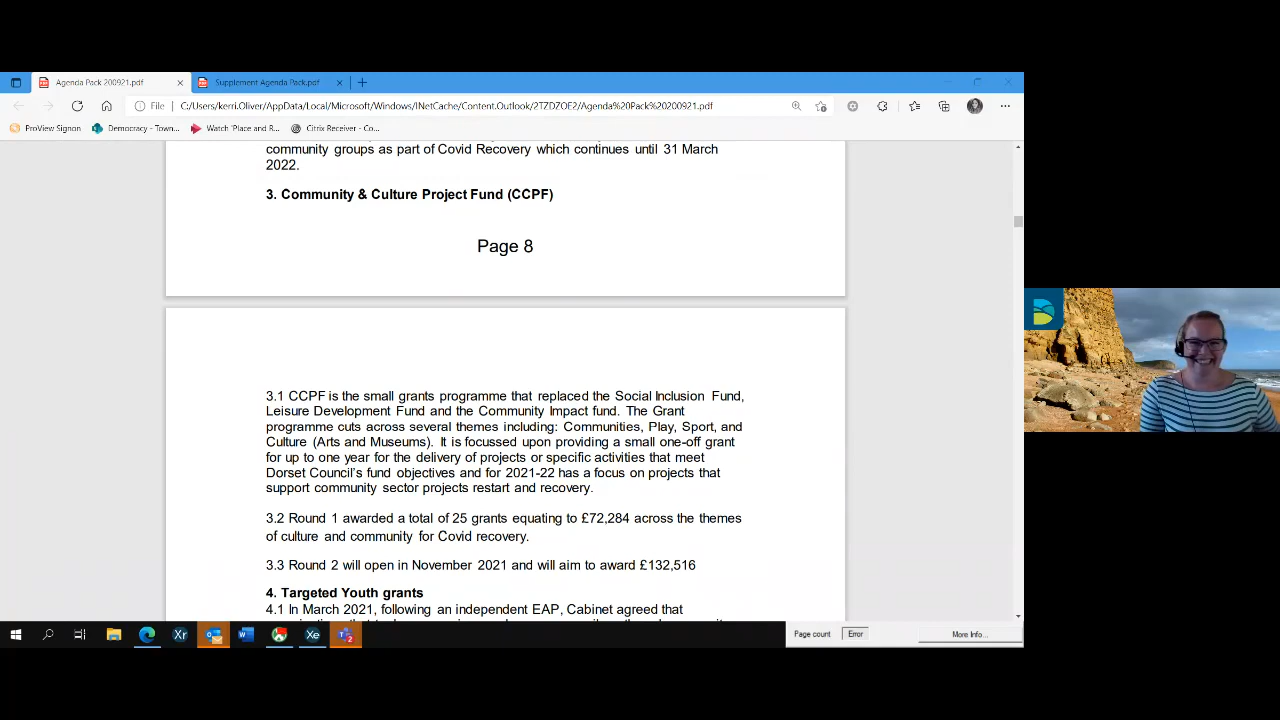 Agenda Pack 200921.pdf
Supplement Agenda Pack.pdf
File
C:/Users/kerri.Oliver/AppData/Local/Microsoft/Windows/INetCache/Content.Outlook/2TZDZOE2/Agenda%20Pack%20200921.pdf
ProView Signon
Democracy - Town...
Watch 'Place and R...
Citrix Receiver - Co...
community groups as part of Covid Recovery which continues until 31 March
2022.
3. Community & Culture Project Fund (CCPF)
Page 8
3.1 CCPF is the small grants programme that replaced the Social Inclusion Fund,
Leisure Development Fund and the Community Impact fund. The Grant
programme cuts across several themes including: Communities, Play, Sport, and
Culture (Arts and Museums). It is focussed upon providing a small one-off grant
for up to one year for the delivery of projects or specific activities that meet
Dorset Council's fund objectives and for 2021-22 has a focus on projects that
support community sector projects restart and recovery.
3.2 Round 1 awarded a total of 25 grants equating to £72,284 across the themes
of culture and community for Covid recovery.
3.3 Round 2 will open in November 2021 and will aim to award £132,516
4. Targeted Youth grants
4.1 In March 2021, following an independent EAP, Cabinet agreed that
Page count
Error
More Info...